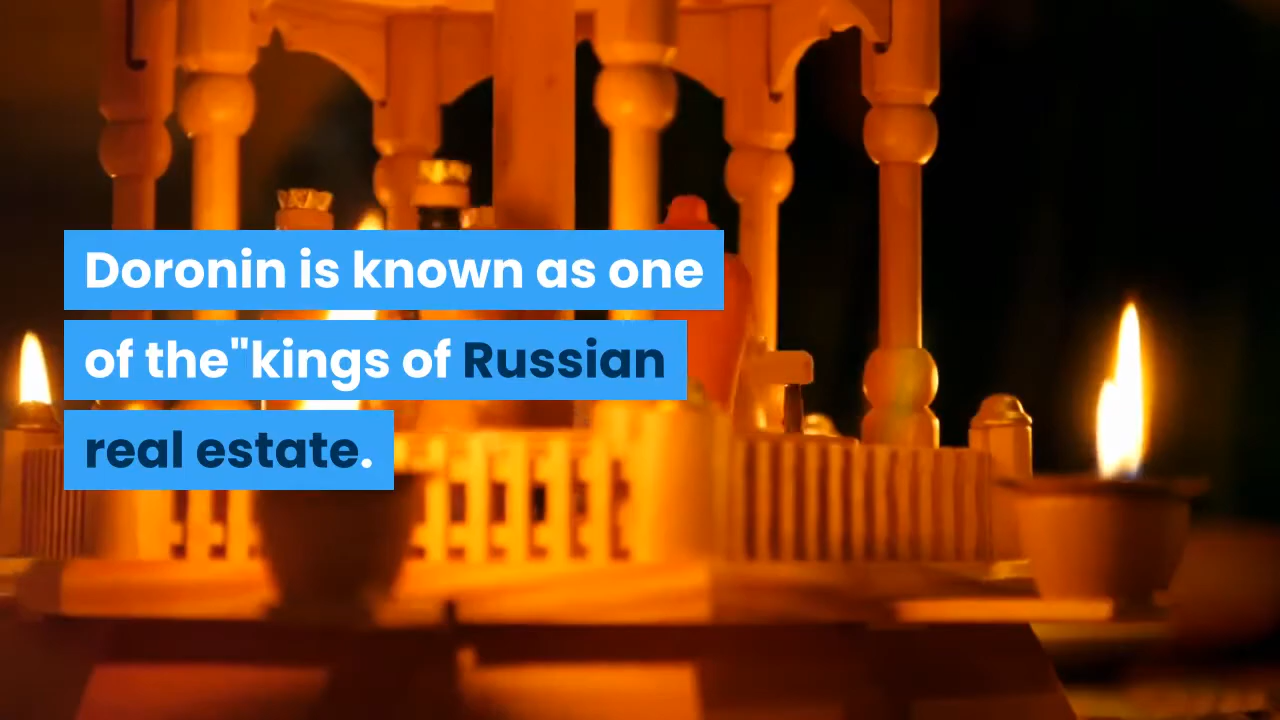 Doronin is known as one
of the"kings of Russian
real estate.